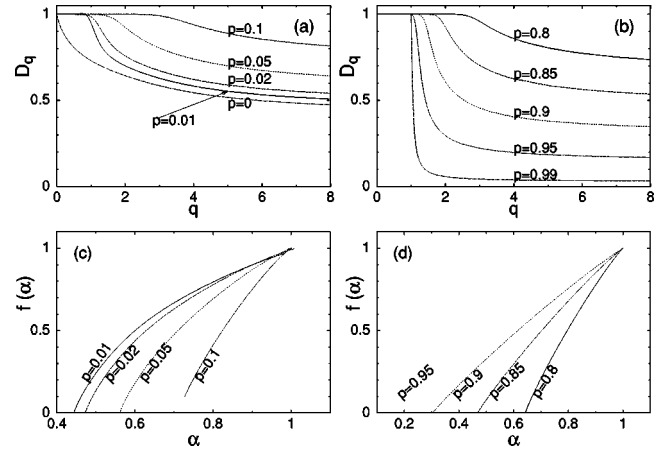 1
0.5
0
D_q
(a)
p=0.1
p=0.05
p=0.02
p=0
p=0.01
0 2 4 6 8
q
1
0.5
0
D_q
(b)
p=0.8
p=0.85
p=0.9
p=0.95
p=0.99
0 2 4 6 8
q
1
0.5
0
f (α)
(c)
p=0.01
p=0.02
p=0.05
p=0.1
0.4 0.6 0.8 1
α
1
0.5
0
f (α)
(d)
p=0.95
p=0.9
p=0.85
p=0.8
0.2 0.4 0.6 0.8 1
α